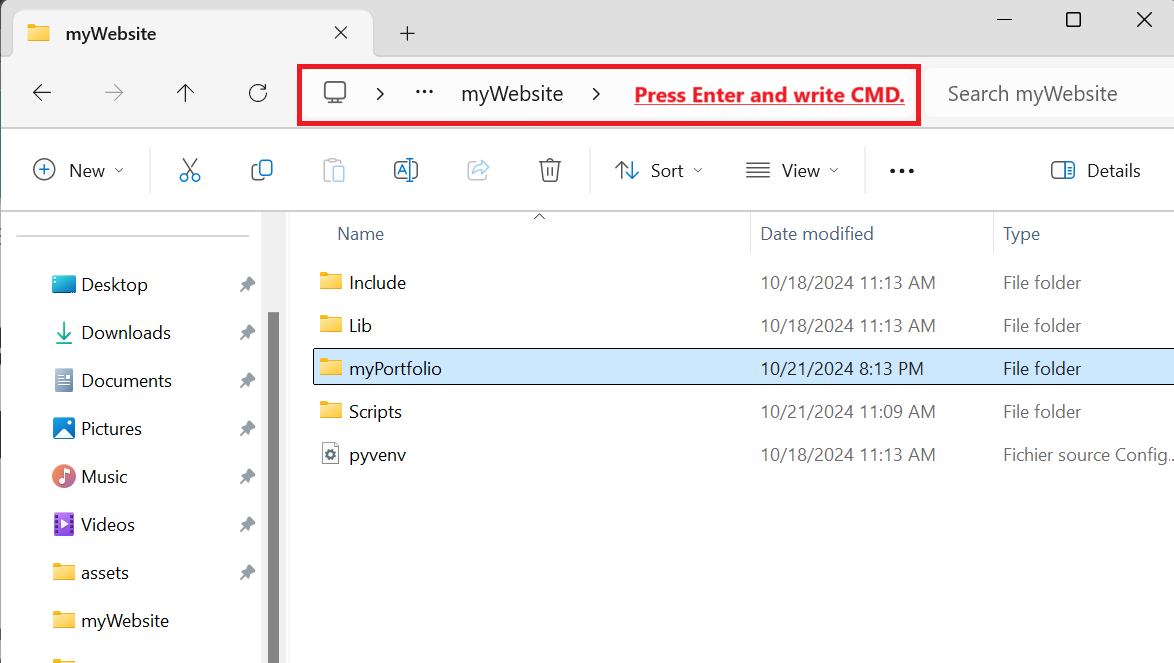 myWebsite
myWebsite Press Enter and write CMD. Search myWebsite
New Sort View Details
Name Date modified Type
Desktop
Downloads
Documents
Pictures
Music
Videos
assets
myWebsite
Include 10/18/2024 11:13 AM File folder
Lib 10/18/2024 11:13 AM File folder
myPortfolio 10/21/2024 8:13 PM File folder
Scripts 10/21/2024 11:09 AM File folder
pyvenv 10/18/2024 11:13 AM Fichier source Config...